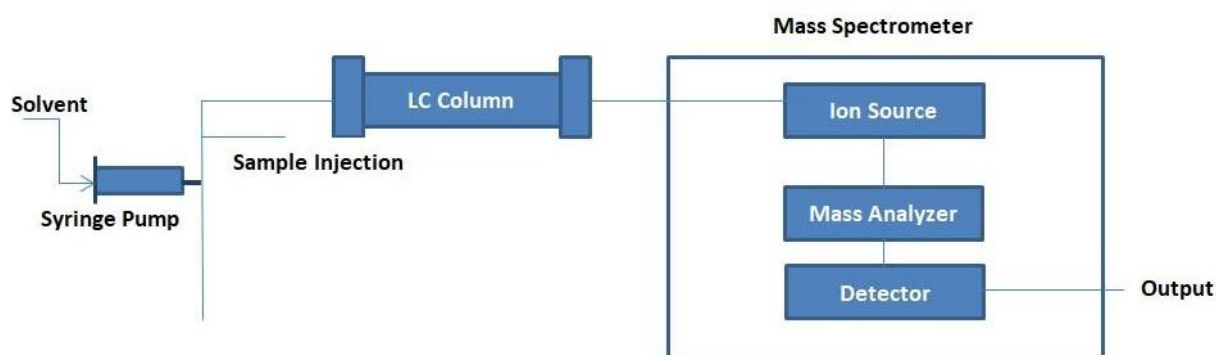 Mass Spectrometer
Solvent
LC Column
Ion Source
Sample Injection
Syringe Pump
Mass Analyzer
Detector
Output